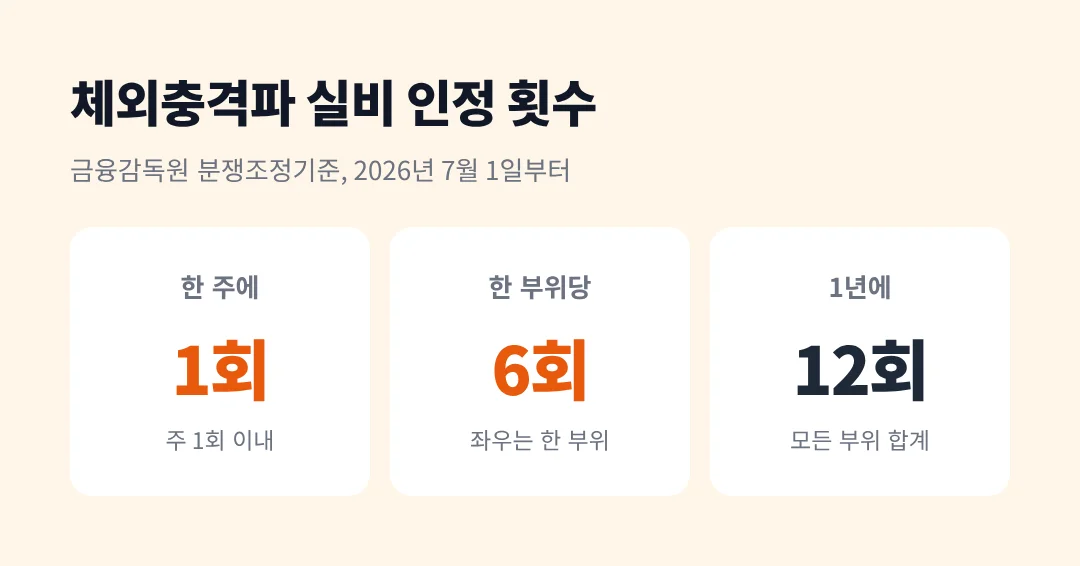 체외충격파 실비 인정 횟수
금융감독원 분쟁조정기준, 2026년 7월 1일부터
한 주에
1회
주 1회 이내
한 부위당
6회
좌우는 한 부위
1년에
12회
모든 부위 합계